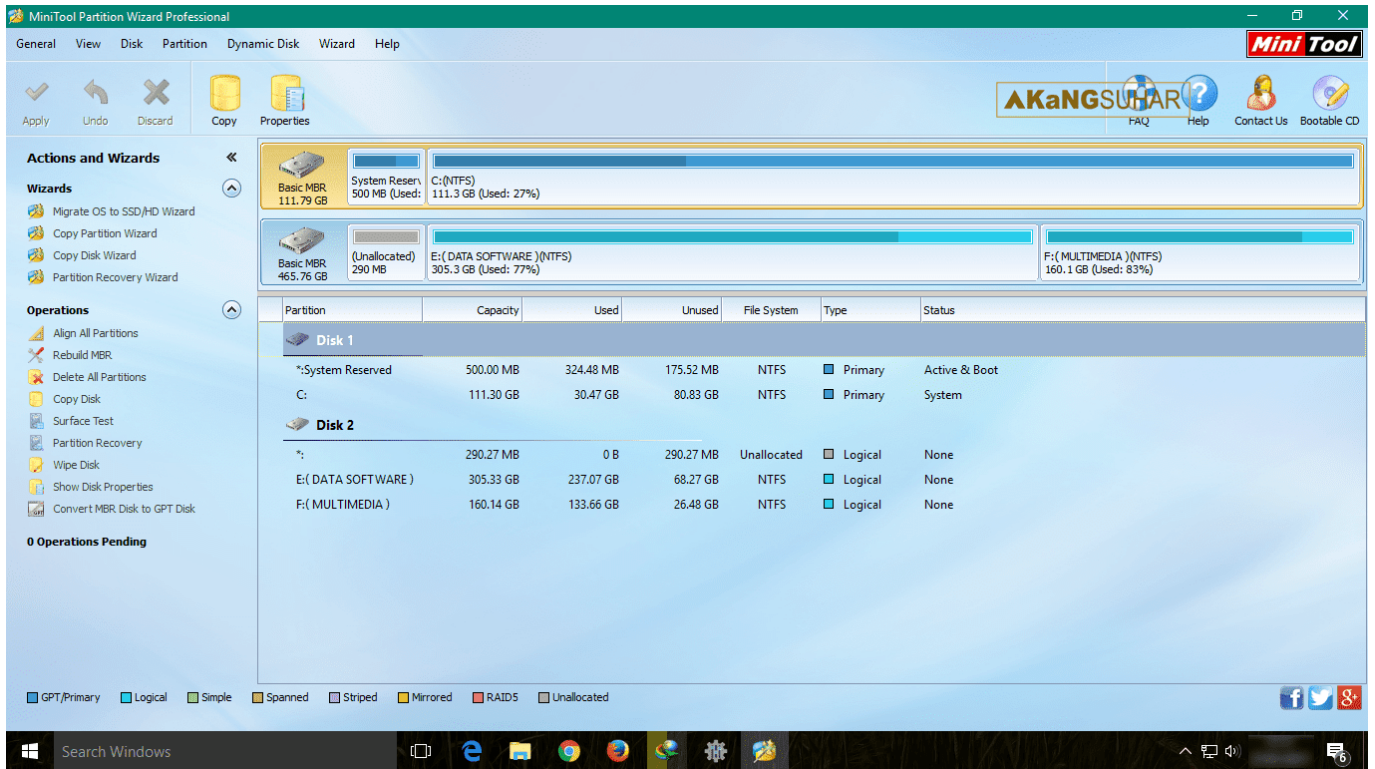 MiniTool Partition Wizard Professional
General View Disk Partition Dynamic Disk Wizard Help
Mini Tool
Apply Undo Discard Copy Properties
AKaNGSUHAR
FAQ Help Contact Us Bootable CD
Actions and Wizards
Wizards
Migrate OS to SSD/HD Wizard
Copy Partition Wizard
Copy Disk Wizard
Partition Recovery Wizard
Operations
Align All Partitions
Rebuild MBR
Delete All Partitions
Copy Disk
Surface Test
Partition Recovery
Wipe Disk
Show Disk Properties
Convert MBR Disk to GPT Disk
0 Operations Pending
Basic MBR
111.79 GB
System Reserv
500 MB (Used:
C:(NTFS)
111.3 GB (Used: 27%)
Basic MBR
465.76 GB
(Unallocated)
290 MB
E:( DATA SOFTWARE )(NTFS)
305.3 GB (Used: 77%)
F:( MULTIMEDIA )(NTFS)
160.1 GB (Used: 83%)
Partition Capacity Used Unused File System Type Status
Disk 1
*:System Reserved 500.00 MB 324.48 MB 175.52 MB NTFS Primary Active & Boot
C: 111.30 GB 30.47 GB 80.83 GB NTFS Primary System
Disk 2
*: 290.27 MB 0 B 290.27 MB Unallocated Logical None
E:( DATA SOFTWARE ) 305.33 GB 237.07 GB 68.27 GB NTFS Logical None
F:( MULTIMEDIA ) 160.14 GB 133.66 GB 26.48 GB NTFS Logical None
GPT/Primary Logical Simple Spanned Striped Mirrored RAID5 Unallocated
Search Windows
6